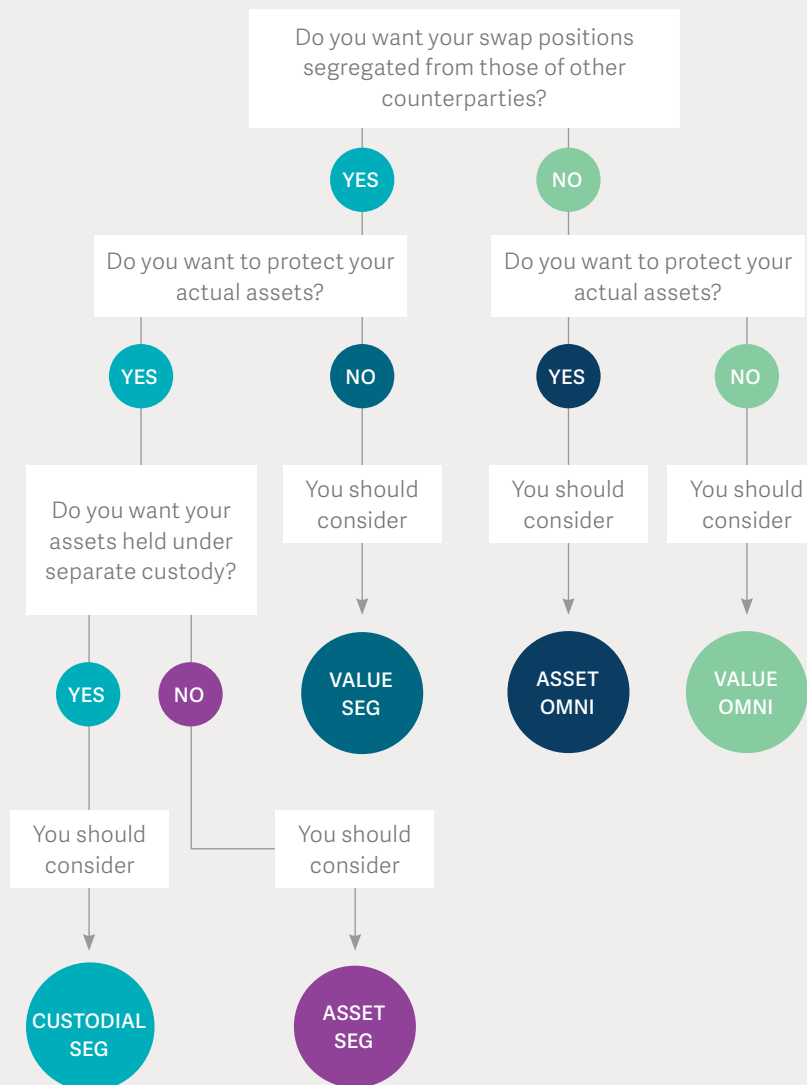 Do you want your swap positions
segregated from those of other
counterparties?
YES
NO
Do you want to protect your
actual assets?
Do you want to protect your
actual assets?
YES
NO
YES
NO
Do you want your
assets held under
separate custody?
You should
consider
You should
consider
You should
consider
YES
NO
VALUE
SEG
ASSET
OMNI
VALUE
OMNI
You should
consider
You should
consider
CUSTODIAL
SEG
ASSET
SEG